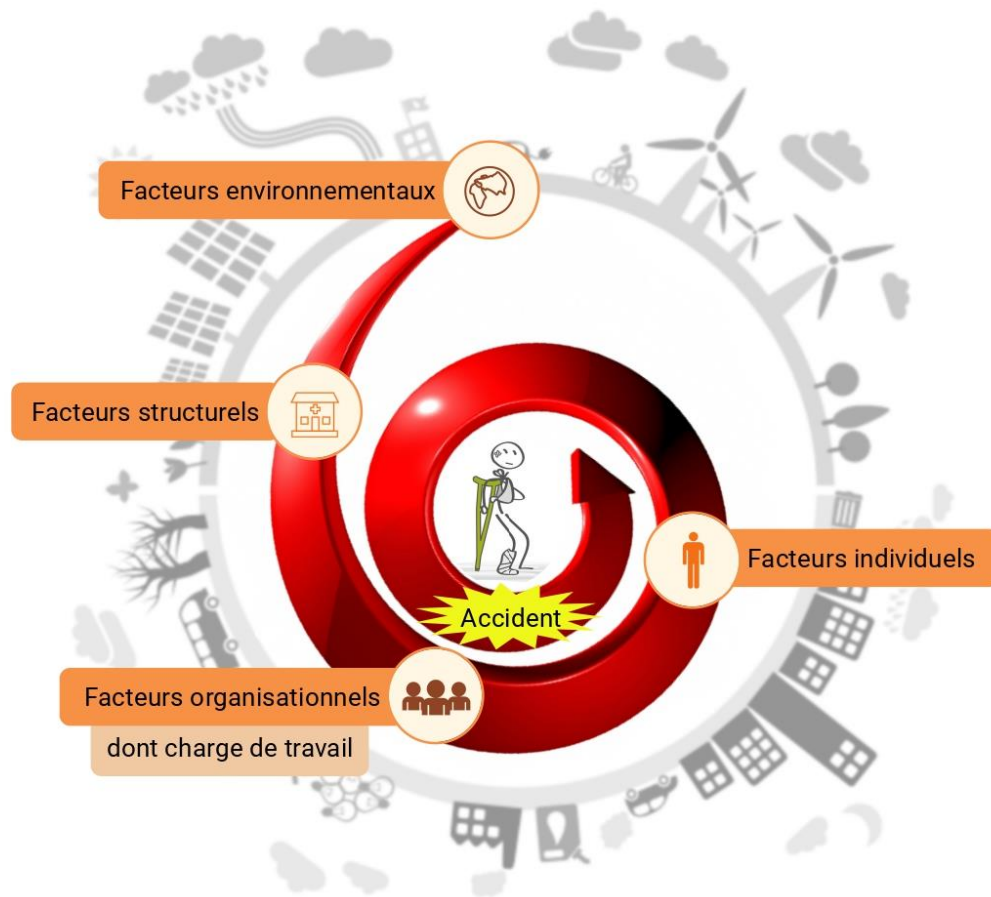 Facteurs environnementaux
Facteurs structurels
Facteurs individuels
Accident
Facteurs organisationnels
dont charge de travail